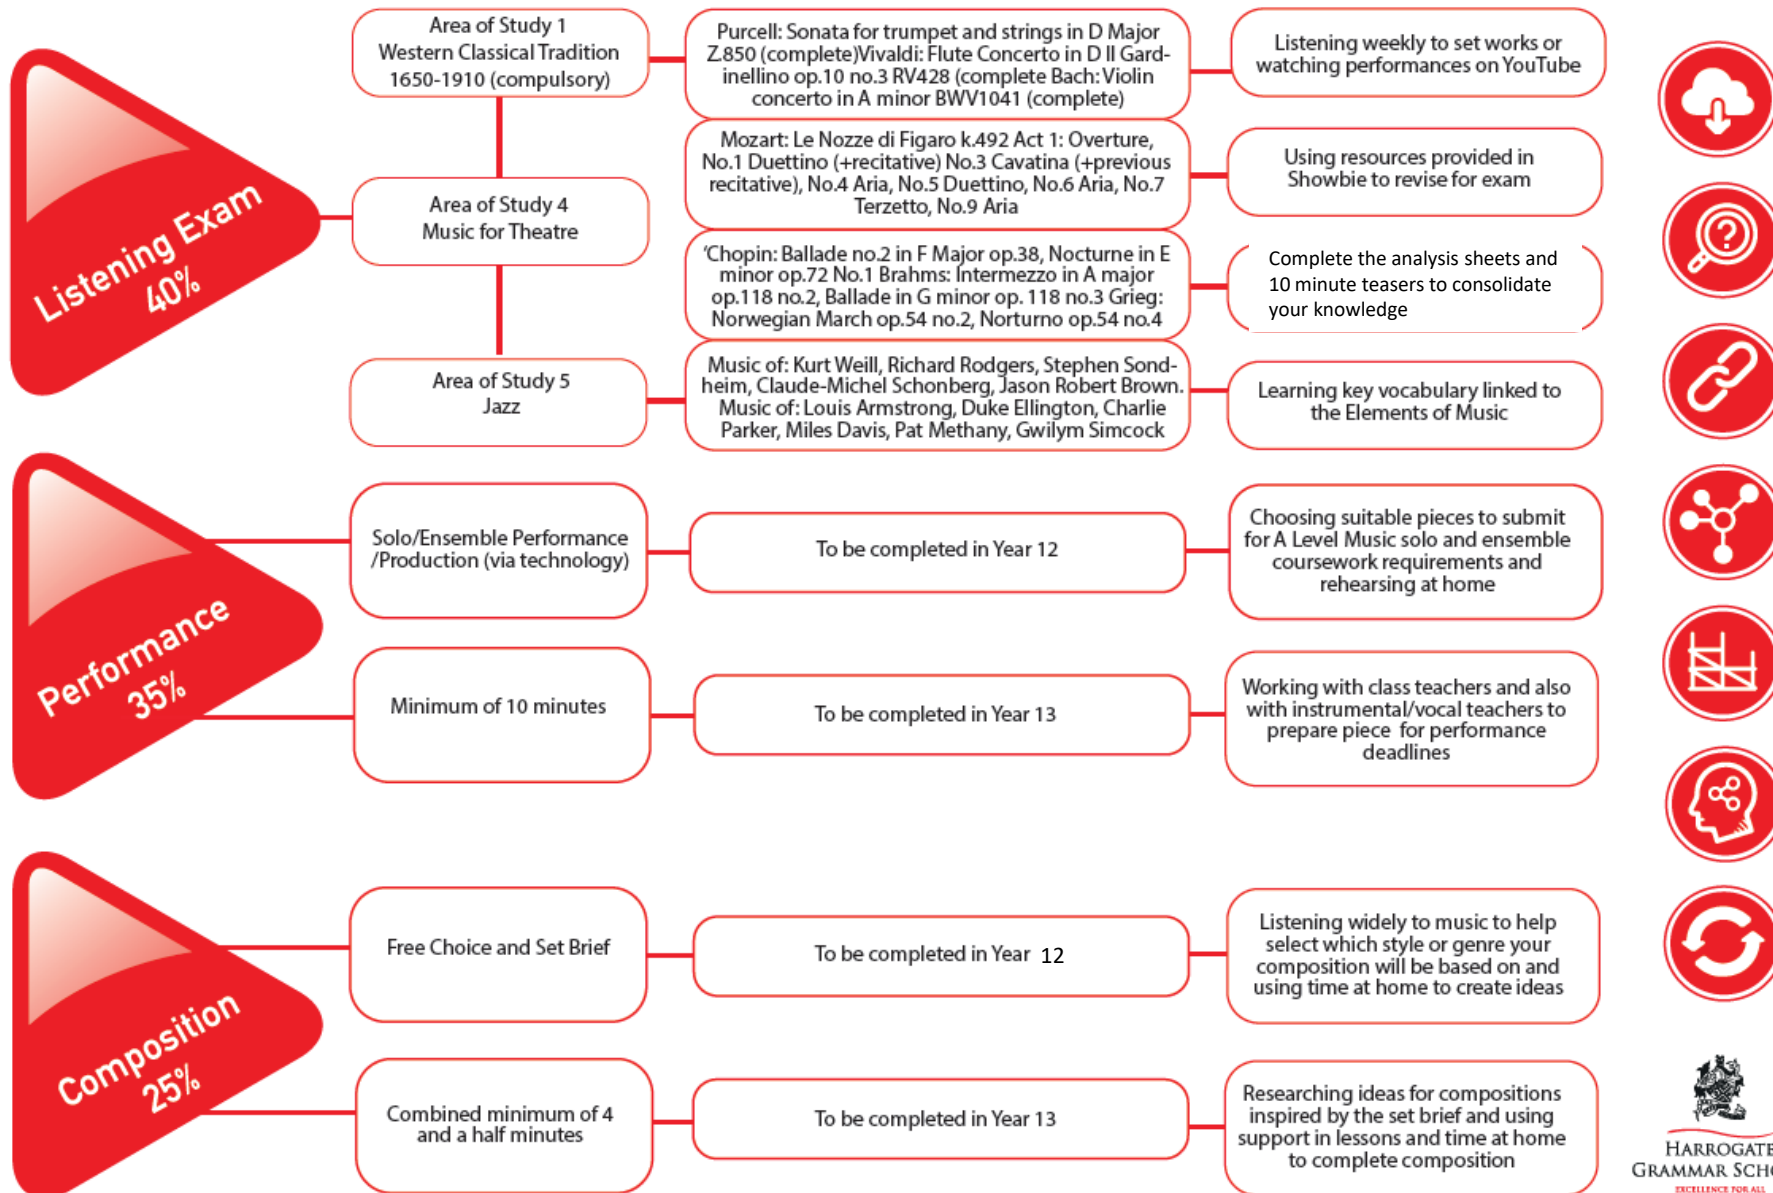 Listening Exam
40%
Area of Study 1
Western Classical Tradition
1650-1910 (compulsory)
Purcell: Sonata for trumpet and strings in D Major
Z.850 (complete)Vivaldi: Flute Concerto in D Il Gard-
inellino op.10 no.3 RV428 (complete Bach: Violin
concerto in A minor BWV1041 (complete)
Listening weekly to set works or
watching performances on YouTube
Area of Study 4
Music for Theatre
Mozart: Le Nozze di Figaro k.492 Act 1: Overture,
No.1 Duettino (+recitative) No.3 Cavatina (+previous
recitative), No.4 Aria, No.5 Duettino, No.6 Aria, No.7
Terzetto, No.9 Aria
Using resources provided in
Showbie to revise for exam
'Chopin: Ballade no.2 in F Major op.38, Nocturne in E
minor op.72 No.1 Brahms: Intermezzo in A major
op.118 no.2, Ballade in G minor op. 118 no.3 Grieg:
Norwegian March op.54 no.2, Norturno op.54 no.4
Complete the analysis sheets and
10 minute teasers to consolidate
your knowledge
Area of Study 5
Jazz
Music of: Kurt Weill, Richard Rodgers, Stephen Sond-
heim, Claude-Michel Schonberg, Jason Robert Brown.
Music of: Louis Armstrong, Duke Ellington, Charlie
Parker, Miles Davis, Pat Methany, Gwilym Simcock
Learning key vocabulary linked to
the Elements of Music
Performance
35%
Solo/Ensemble Performance
/Production (via technology)
To be completed in Year 12
Choosing suitable pieces to submit
for A Level Music solo and ensemble
coursework requirements and
rehearsing at home
Minimum of 10 minutes
To be completed in Year 13
Working with class teachers and also
with instrumental/vocal teachers to
prepare piece for performance
deadlines
Composition
25%
Free Choice and Set Brief
To be completed in Year 12
Listening widely to music to help
select which style or genre your
composition will be based on and
using time at home to create ideas
Combined minimum of 4
and a half minutes
To be completed in Year 13
Researching ideas for compositions
inspired by the set brief and using
support in lessons and time at home
to complete composition
HARROGATE
GRAMMAR SCHO
EXCELLENCE FOR ALL